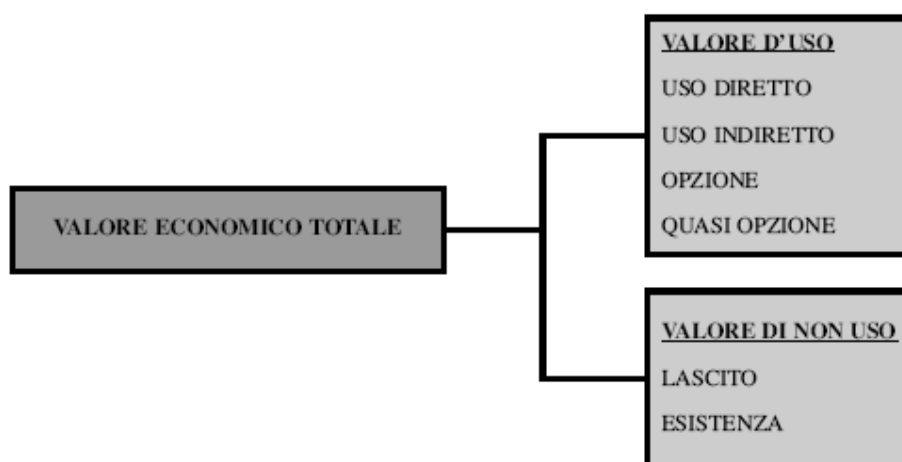 VALORE ECONOMICO TOTALE
VALORE D'USO
USO DIRETTO
USO INDIRETTO
OPZIONE
QUASI OPZIONE
VALORE DI NON USO
LASCITO
ESISTENZA